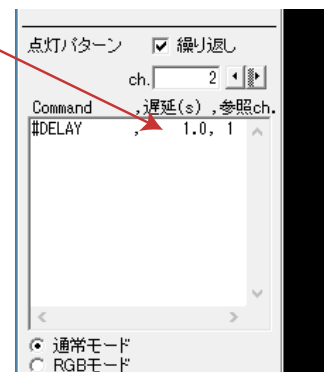 点灯パターン 繰り返し
ch. 2
Command ,遅延(s) ,参照ch.
#DELAY , 1.0, 1
通常モード
RGBモード